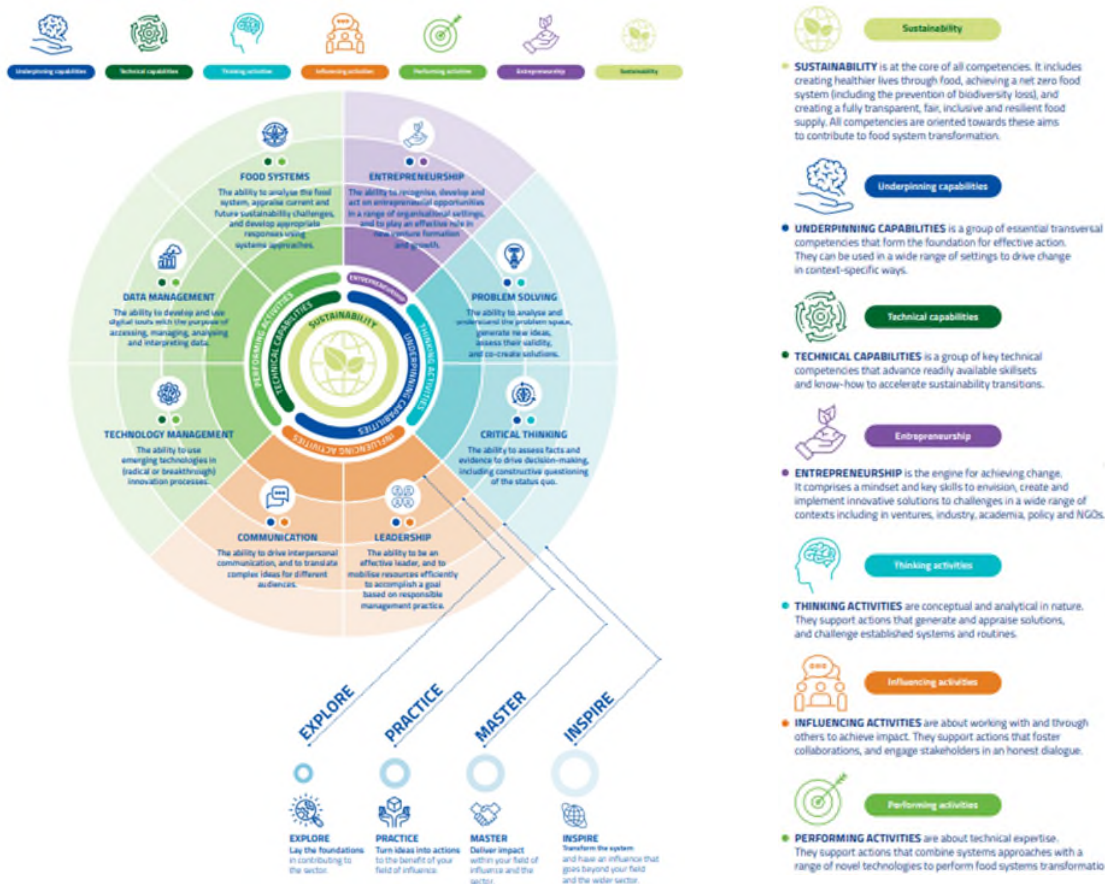 Underpinning capabilities
Technical capabilities
Thinking activities
Influencing activities
Performing activities
Entrepreneurship
Sustainability
FOOD SYSTEMS
The ability to analyse the food
system, appraise current and
future sustainability challenges,
and develop appropriate
responses using
systems approaches.
ENTREPRENEURSHIP
The ability to recognise, develop and
act on entrepreneurial opportunities
in a range of organisational settings,
and to play an effective role in
new venture formation
and growth.
DATA MANAGEMENT
The ability to develop and use
digital tools with the purpose of
accessing, managing, analysing
and interpreting data.
PROBLEM SOLVING
The ability to analyse and
understand the problem space,
generate new ideas,
assess their validity,
and co-create solutions.
TECHNOLOGY MANAGEMENT
The ability to use
emerging technologies in
(radical or breakthrough)
innovation processes.
CRITICAL THINKING
The ability to assess facts and
evidence to drive decision-making,
including constructive questioning
of the status quo.
COMMUNICATION
The ability to drive interpersonal
communication, and to translate
complex ideas for different
audiences.
LEADERSHIP
The ability to be an
effective leader, and to
mobilise resources efficiently
to accomplish a goal
based on responsible
management practice.
PERFORMING ACTIVITIES
TECHNICAL CAPABILITIES
SUSTAINABILITY
ENTREPRENEURSHIP
UNDERPINNING CAPABILITIES
THINKING ACTIVITIES
INFLUENCING ACTIVITIES
EXPLORE
PRACTICE
MASTER
INSPIRE
EXPLORE
Lay the foundations
in contributing to
the sector.
PRACTICE
Turn ideas into actions
to the benefit of your
field of influence.
MASTER
Deliver impact
within your field of
influence and the
sector.
INSPIRE
Transform the system
and have an influence that
goes beyond your field
and the wider sector.
Sustainability
SUSTAINABILITY is at the core of all competencies. It includes
creating healthier lives through food, achieving a net zero food
system (including the prevention of biodiversity loss), and
creating a fully transparent, fair, inclusive and resilient food
supply. All competencies are oriented towards these aims
to contribute to food system transformation.
Underpinning capabilities
UNDERPINNING CAPABILITIES is a group of essential transversal
competencies that form the foundation for effective action.
They can be used in a wide range of settings to drive change
in context-specific ways.
Technical capabilities
TECHNICAL CAPABILITIES is a group of key technical
competencies that advance readily available skillsets
and know-how to accelerate sustainability transitions.
Entrepreneurship
ENTREPRENEURSHIP is the engine for achieving change.
It comprises a mindset and key skills to envision, create and
implement innovative solutions to challenges in a wide range of
contexts including in ventures, industry, academia, policy and NGOs.
Thinking activities
THINKING ACTIVITIES are conceptual and analytical in nature.
They support actions that generate and appraise solutions,
and challenge established systems and routines.
Influencing activities
INFLUENCING ACTIVITIES are about working with and through
others to achieve impact. They support actions that foster
collaborations, and engage stakeholders in an honest dialogue.
Performing activities
PERFORMING ACTIVITIES are about technical expertise.
They support actions that combine systems approaches with a
range of novel technologies to perform food systems transformatio